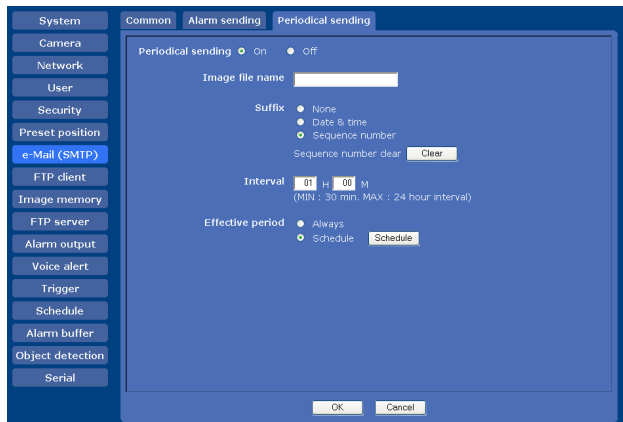 System
Camera
Network
User
Security
Preset position
e-Mail (SMTP)
FTP client
Image memory
FTP server
Alarm output
Voice alert
Trigger
Schedule
Alarm buffer
Object detection
Serial
Common Alarm sending Periodical sending
Periodical sending On Off
Image file name
Suffix None
Date & time
Sequence number
Sequence number clear Clear
Interval 01 H 00 M
(MIN : 30 min. MAX : 24 hour interval)
Effective period Always
Schedule Schedule
OK Cancel